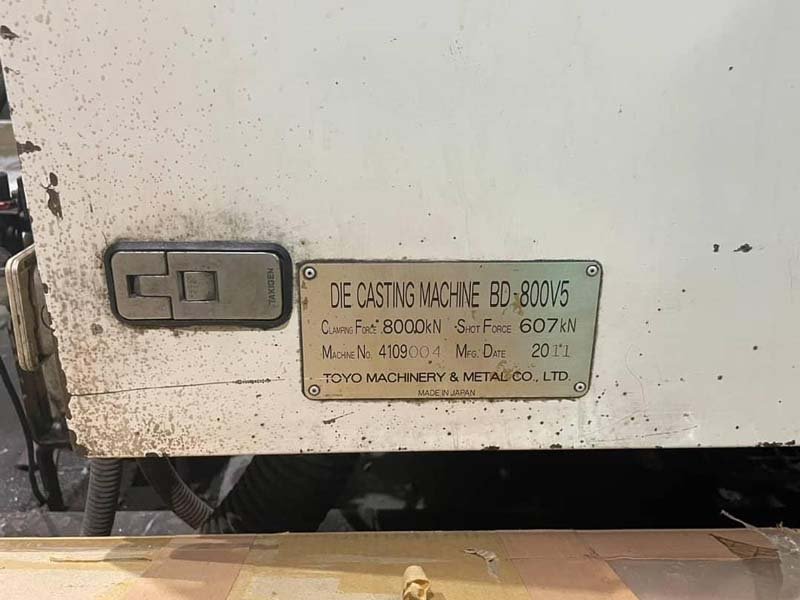 TAKIGEN
DIE CASTING MACHINE BD-800V5
CLAMPING FORCE 8000kN SHOT FORCE 607kN
MACHINE NO. 4109004 MFG. DATE 2011
TOYO MACHINERY & METAL CO., LTD.
MADE IN JAPAN